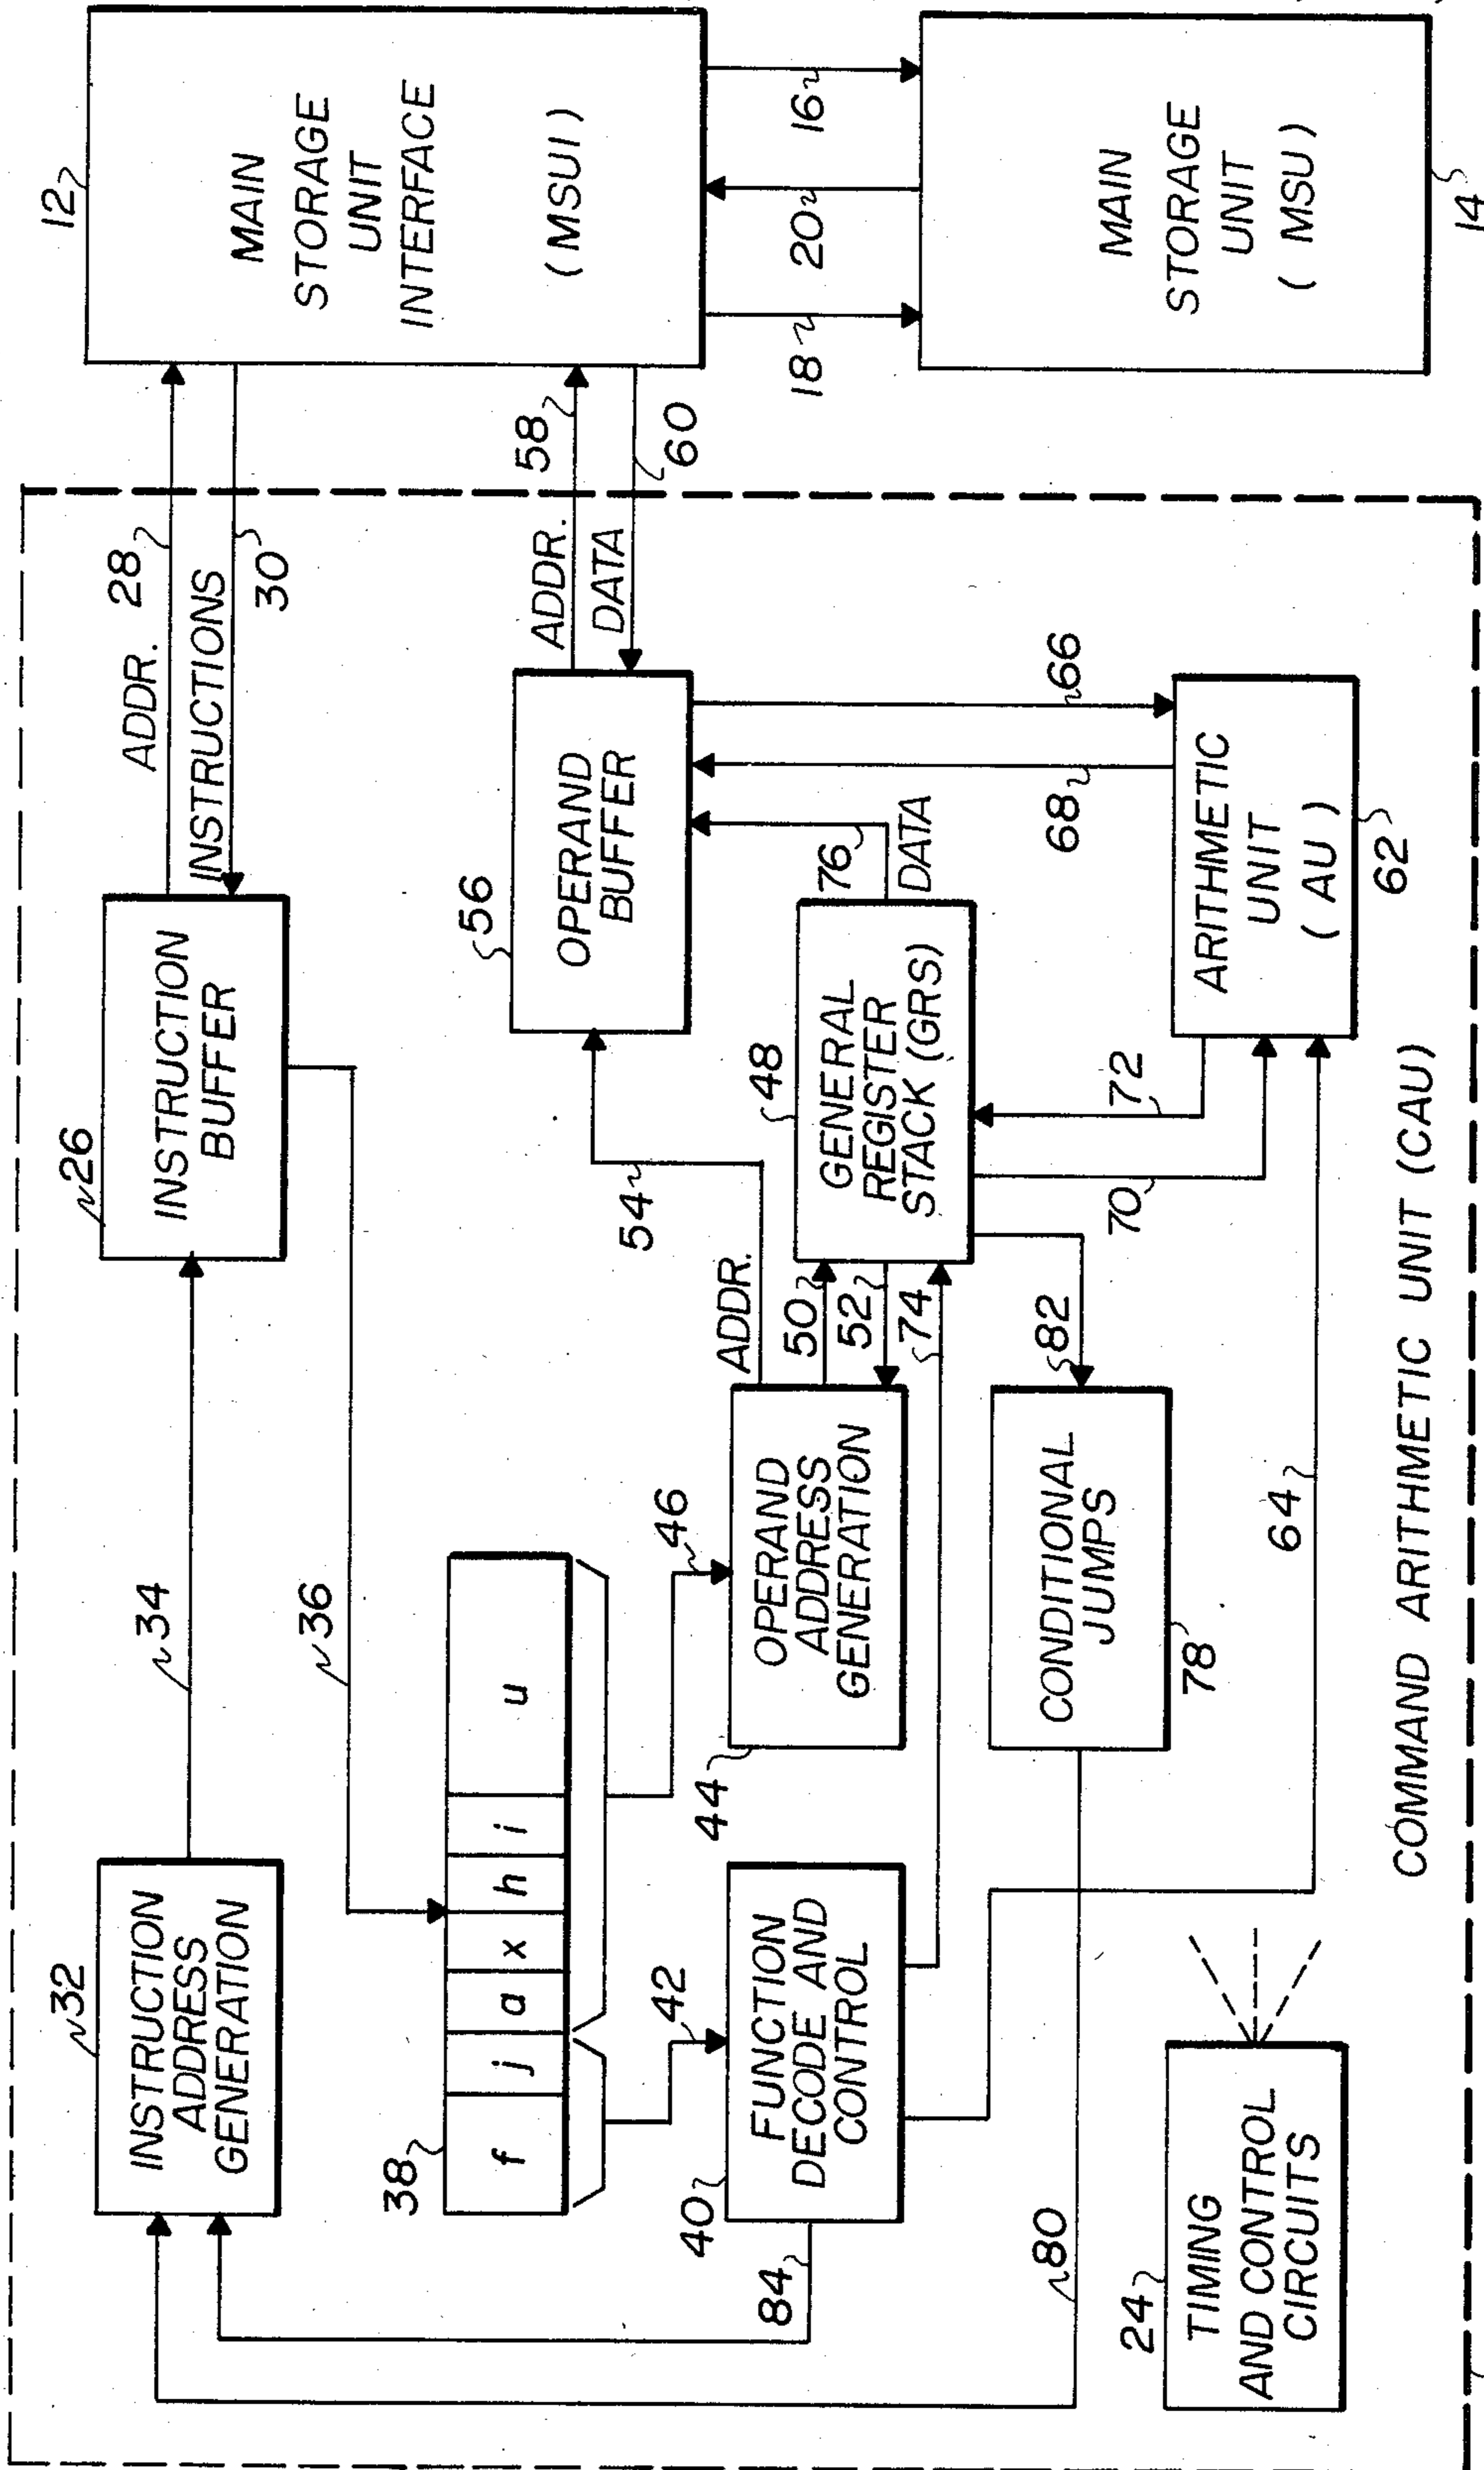 12
MAIN
STORAGE
UNIT
INTERFACE
(MSUI)
16
20
18
MAIN
STORAGE
UNIT
(MSU)
14
32
INSTRUCTION
ADDRESS
GENERATION
34
26
INSTRUCTION
BUFFER
ADDR. 28
INSTRUCTIONS
30
36
38
f j a x h i u
42
46
40
FUNCTION
DECODE AND
CONTROL
84
44
OPERAND
ADDRESS
GENERATION
ADDR.
54
50
52
74
56
OPERAND
BUFFER
ADDR.
58
DATA
60
48
GENERAL
REGISTER
STACK (GRS)
76
DATA
68
66
72
70
82
CONDITIONAL
JUMPS
78
80
64
ARITHMETIC
UNIT
(AU)
62
24
TIMING
AND CONTROL
CIRCUITS
COMMAND ARITHMETIC UNIT (CAU)